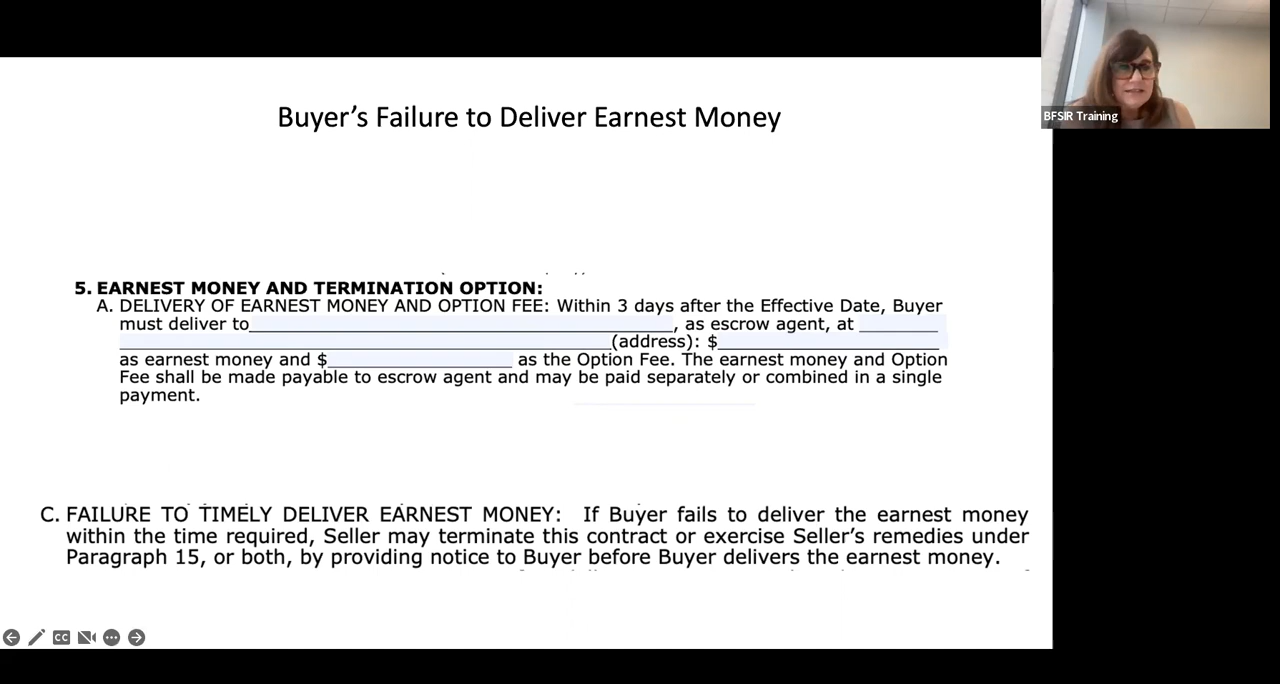 Buyer’s Failure to Deliver Earnest Money
BFSIR Training
5. EARNEST MONEY AND TERMINATION OPTION:
A. DELIVERY OF EARNEST MONEY AND OPTION FEE: Within 3 days after the Effective Date, Buyer
must deliver to____________________, as escrow agent, at ________
____________________(address): $____________________
as earnest money and $____________________ as the Option Fee. The earnest money and Option
Fee shall be made payable to escrow agent and may be paid separately or combined in a single
payment.
C. FAILURE TO TIMELY DELIVER EARNEST MONEY: If Buyer fails to deliver the earnest money
within the time required, Seller may terminate this contract or exercise Seller’s remedies under
Paragraph 15, or both, by providing notice to Buyer before Buyer delivers the earnest money.
CC